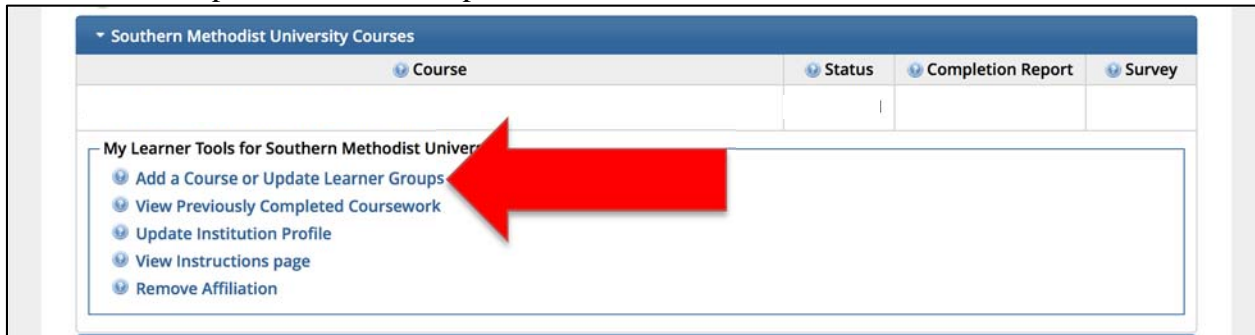 Southern Methodist University Courses
Course Status Completion Report Survey
My Learner Tools for Southern Methodist
Add a Course or Update Learner Groups
View Previously Completed Coursework
Update Institution Profile
View Instructions page
Remove Affiliation